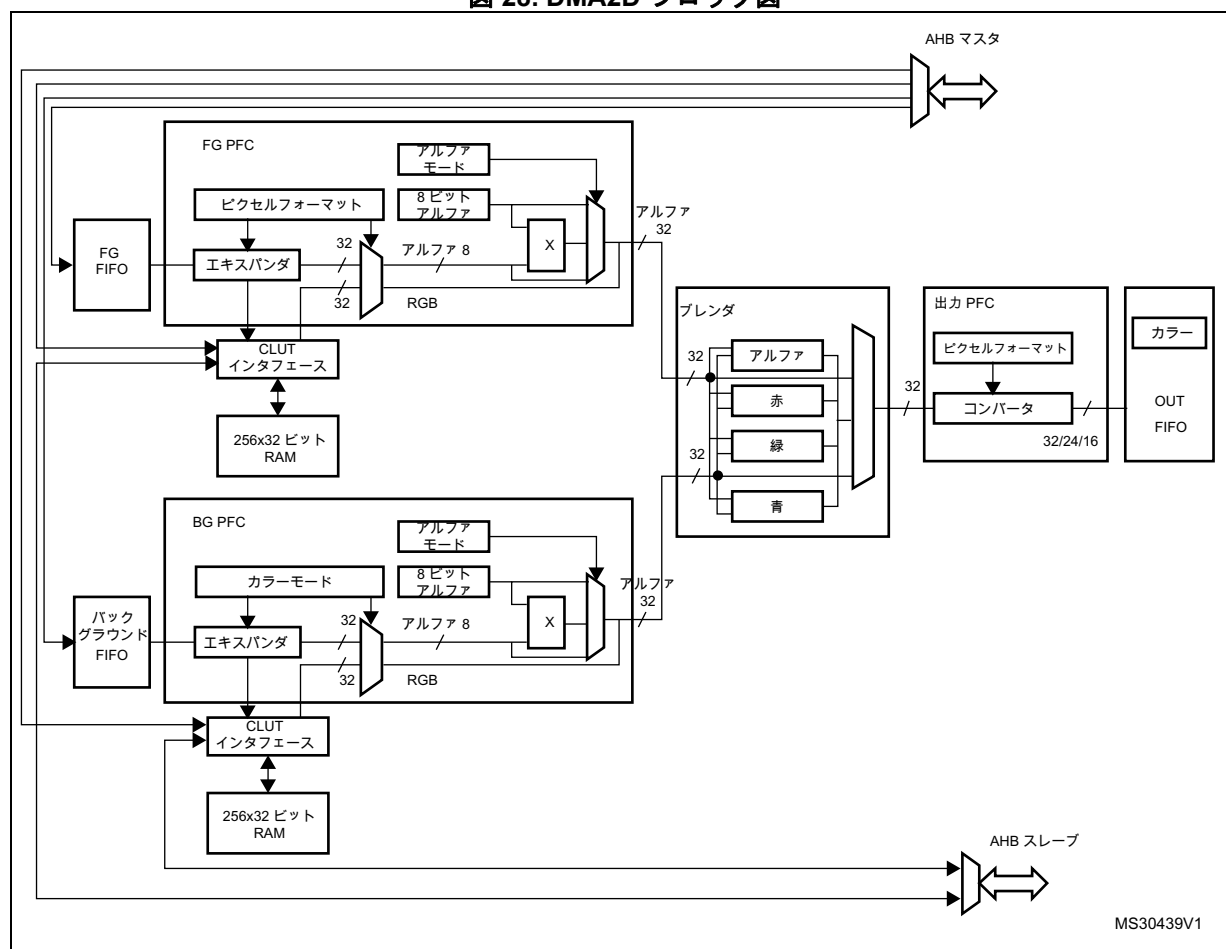 図 28. DMA2D ブロック図
AHB マスタ
FG PFC
アルファ
モード
8 ビット
アルファ
ピクセルフォーマット
アルファ
32
X
FG
FIFO
エキスパンダ
32
アルファ 8
32
RGB
CLUT
インタフェース
256x32 ビット
RAM
ブレンダ
32
アルファ
赤
緑
32
青
32
出力 PFC
ピクセルフォーマット
コンバータ
32/24/16
カラー
OUT
FIFO
BG PFC
アルファ
モード
8 ビット
アルファ
カラーモード
アルファ
32
X
バック
グラウンド
FIFO
エキスパンダ
32
アルファ 8
32
RGB
CLUT
インタフェース
256x32 ビット
RAM
AHB スレーブ
MS30439V1